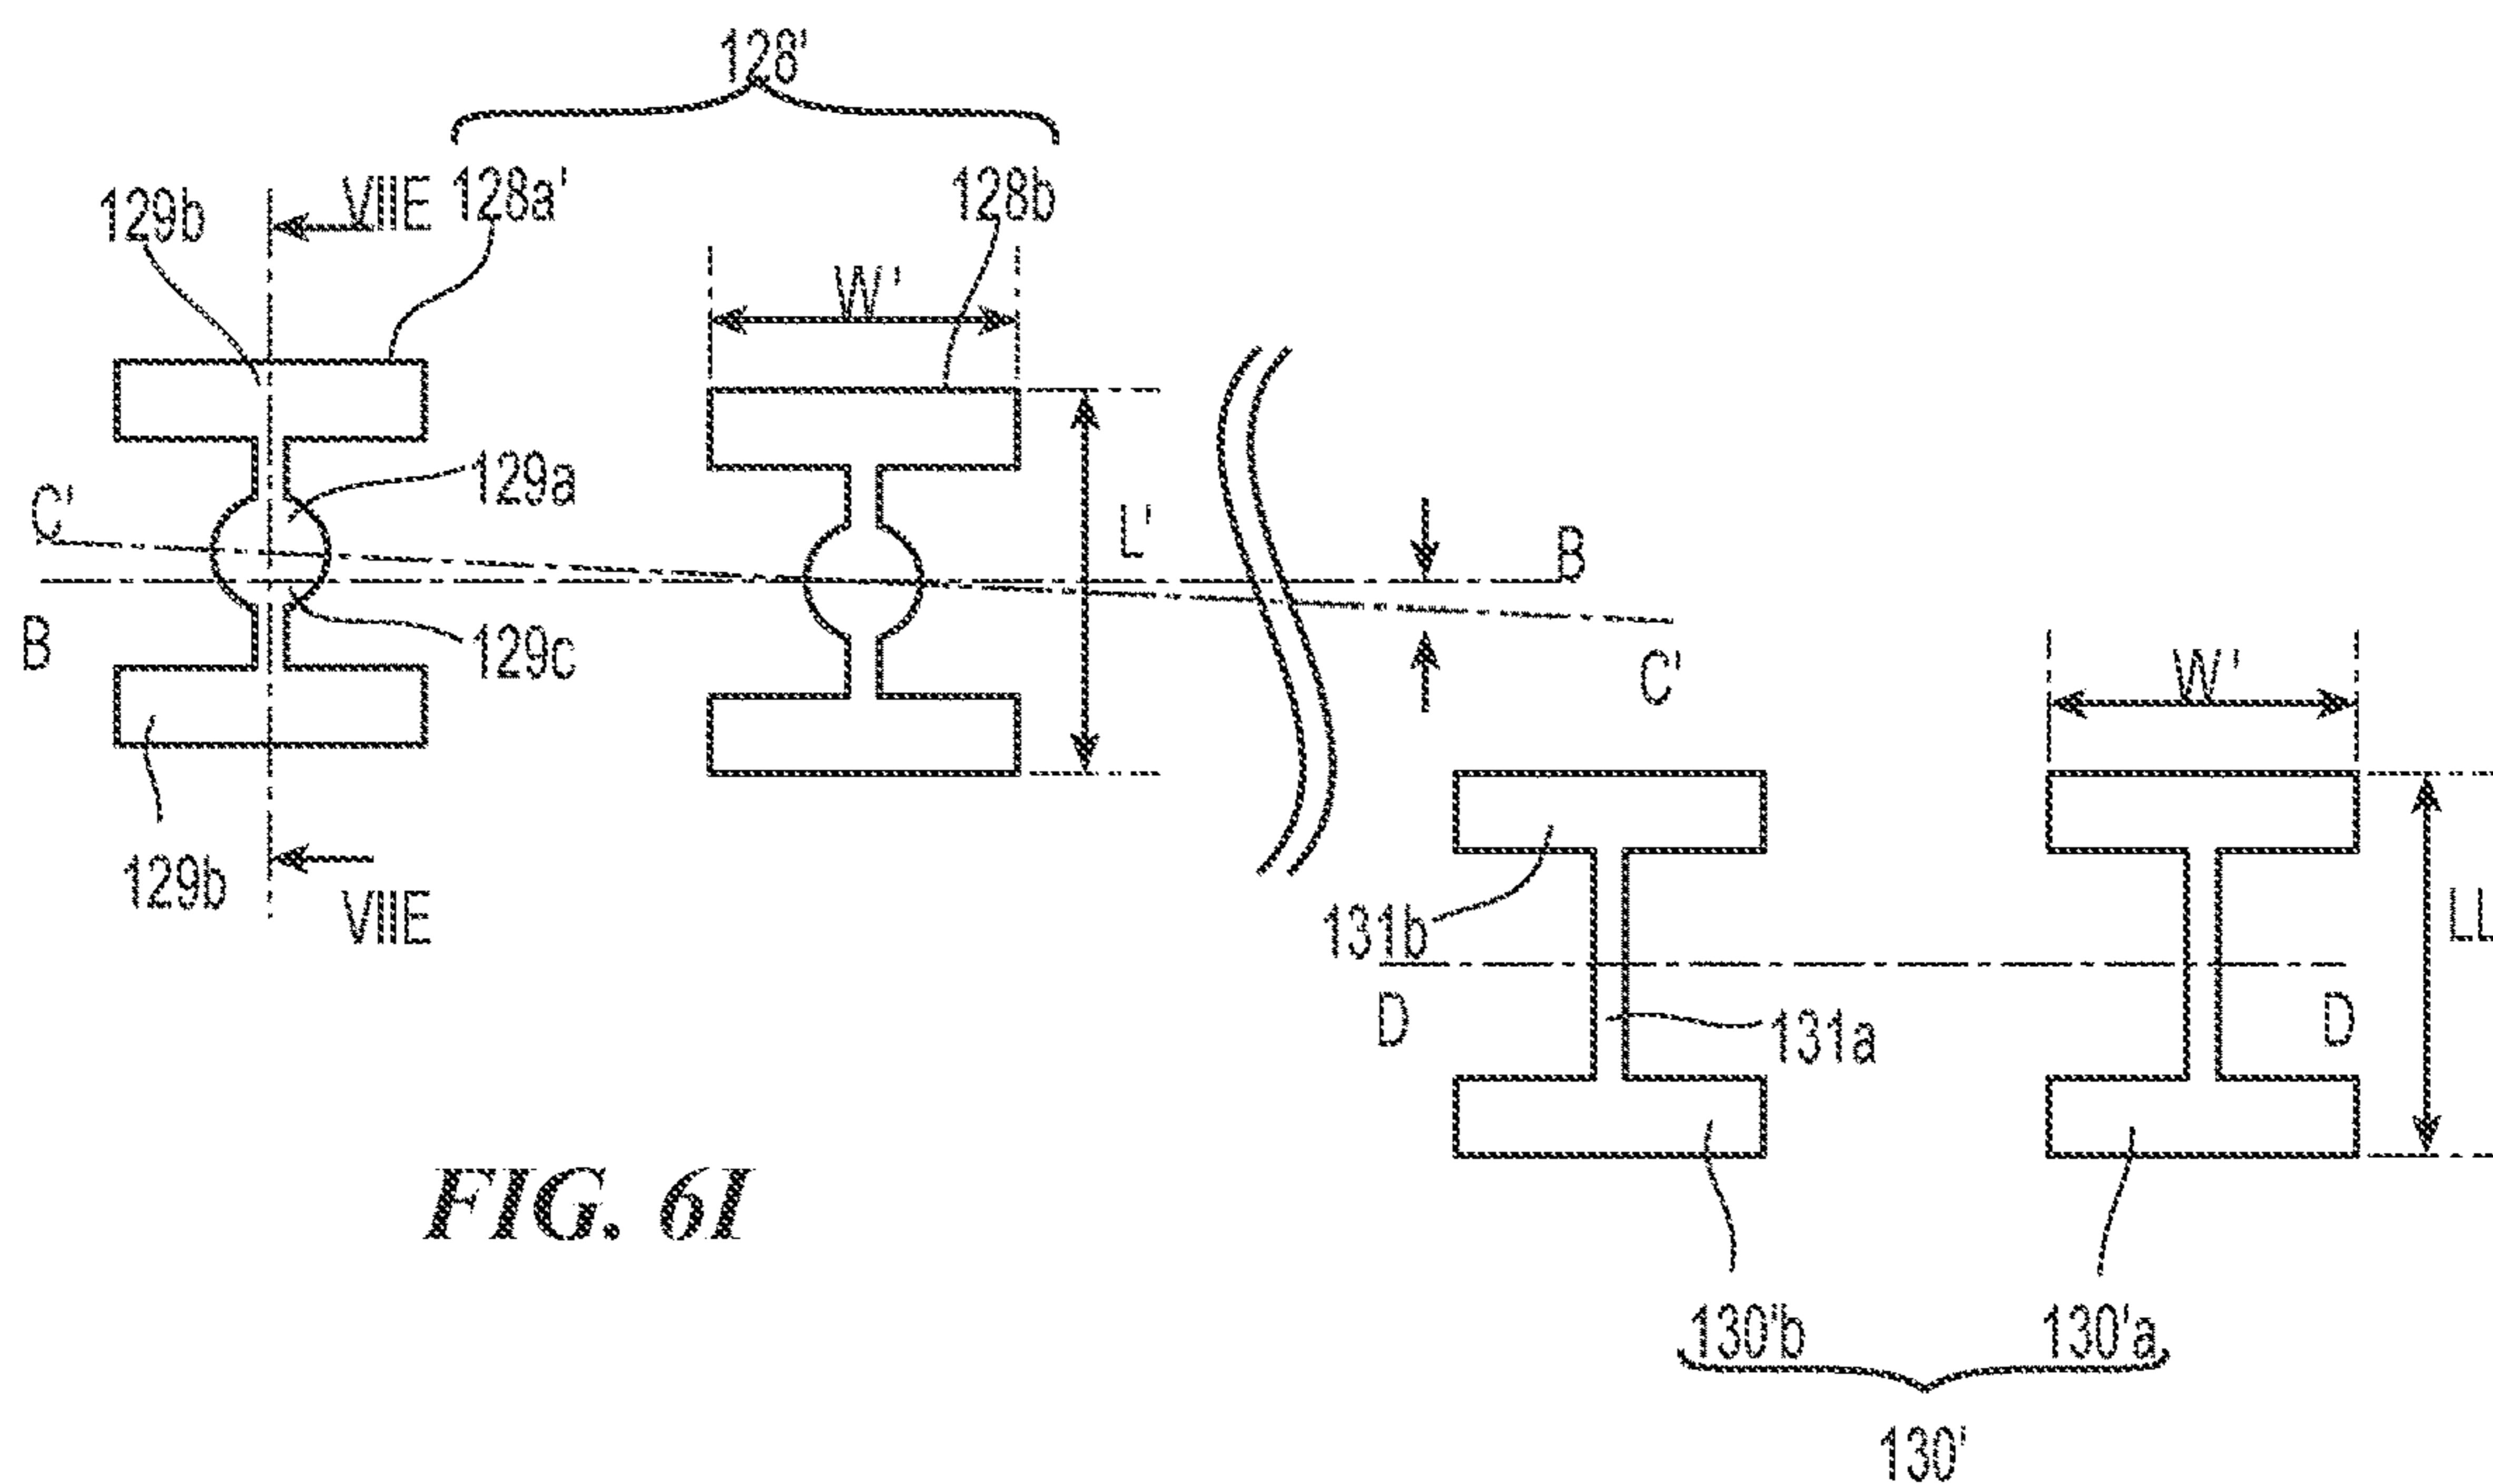 128'
129b
VIIE
128a'
128b
W'
129a
C'
L'
B
B
129c
C'
W'
129b
VIIE
131b
LL
D
131a
D
FIG. 6I
130'b
130'a
130'